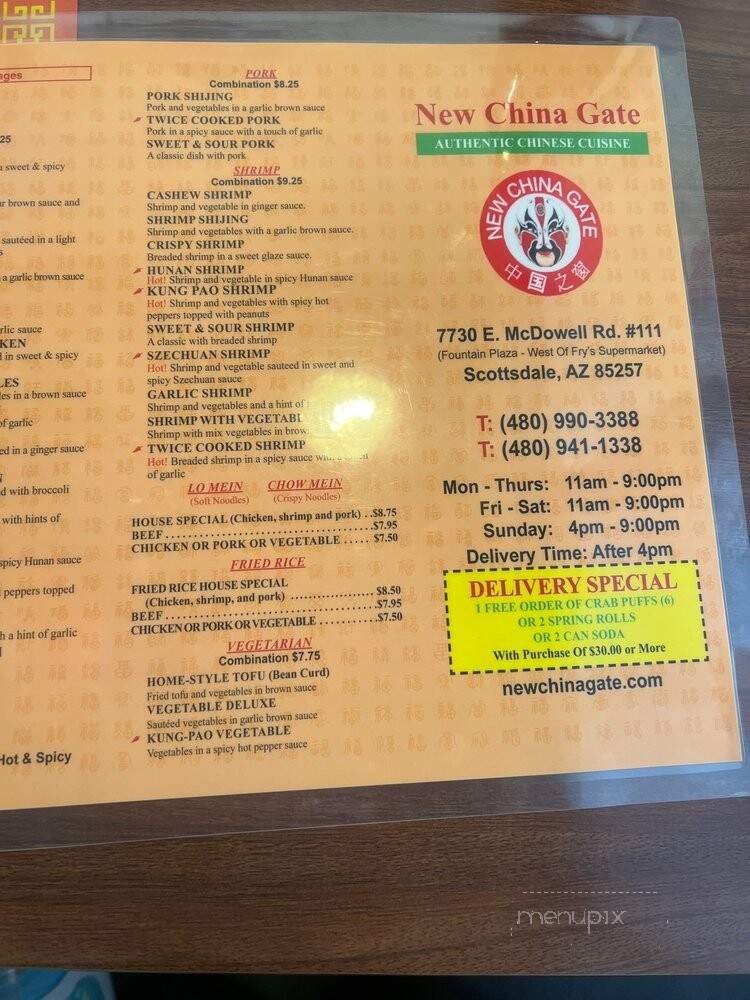 ages
25
sweet & spicy
brown sauce and
sautéed in a light
s
a garlic brown sauce
rlic sauce
KEN
d in sweet & spicy
LES
les in a brown sauce
of garlic
ed in a ginger sauce
N
d with broccoli
with hints of
spicy Hunan sauce
peppers topped
h a hint of garlic
Hot & Spicy
PORK
Combination $8.25
PORK SHIJING
Pork and vegetables in a garlic brown sauce
TWICE COOKED PORK
Pork in a spicy sauce with a touch of garlic
SWEET & SOUR PORK
A classic dish with pork
SHRIMP
Combination $9.25
CASHEW SHRIMP
Shrimp and vegetable in ginger sauce.
SHRIMP SHIJING
Shrimp and vegetables with a garlic brown sauce.
CRISPY SHRIMP
Breaded shrimp in a sweet glaze sauce.
HUNAN SHRIMP
Hot! Shrimp and vegetable in spicy Hunan sauce
KUNG PAO SHRIMP
Hot! Shrimp and vegetables with spicy hot
peppers topped with peanuts
SWEET & SOUR SHRIMP
A classic with breaded shrimp
SZECHUAN SHRIMP
Hot! Shrimp and vegetable sauteed in sweet and
spicy Szechuan sauce
GARLIC SHRIMP
Shrimp and vegetables and a hint of
SHRIMP WITH VEGETABL
Shrimp with mix vegetables in brow
TWICE COOKED SHRIMP
Hot! Breaded shrimp in a spicy sauce with a
of garlic
LO MEIN CHOW MEIN
(Soft Noodles) (Crispy Noodles)
HOUSE SPECIAL (Chicken, shrimp and pork) ..$8.75
BEEF ........................................ $7.95
CHICKEN OR PORK OR VEGETABLE ..... $7.50
FRIED RICE
FRIED RICE HOUSE SPECIAL
(Chicken, shrimp, and pork) .................. $8.50
BEEF ........................................$7.95
CHICKEN OR PORK OR VEGETABLE ............$7.50
VEGETARIAN
Combination $7.75
HOME-STYLE TOFU (Bean Curd)
Fried tofu and vegetables in brown sauce
VEGETABLE DELUXE
Sautéed vegetables in garlic brown sauce
KUNG-PAO VEGETABLE
Vegetables in a spicy hot pepper sauce
New China Gate
AUTHENTIC CHINESE CUISINE
NEW CHINA GATE
中国之窗
7730 E. McDowell Rd. #111
(Fountain Plaza - West Of Fry's Supermarket)
Scottsdale, AZ 85257
T: (480) 990-3388
T: (480) 941-1338
Mon - Thurs: 11am - 9:00pm
Fri - Sat: 11am - 9:00pm
Sunday: 4pm - 9:00pm
Delivery Time: After 4pm
DELIVERY SPECIAL
1 FREE ORDER OF CRAB PUFFS (6)
OR 2 SPRING ROLLS
OR 2 CAN SODA
With Purchase Of $30.00 or More
newchinagate.com
menupix